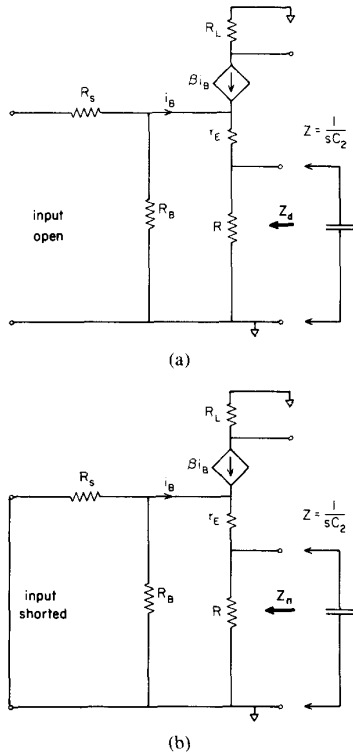 R_L
βi_B
R_S
i_B
r_E
Z = 1/sC_2
input
open
R_B
R
Z_d
(a)
R_L
βi_B
R_S
i_B
r_E
Z = 1/sC_2
input
shorted
R_B
R
Z_n
(b)